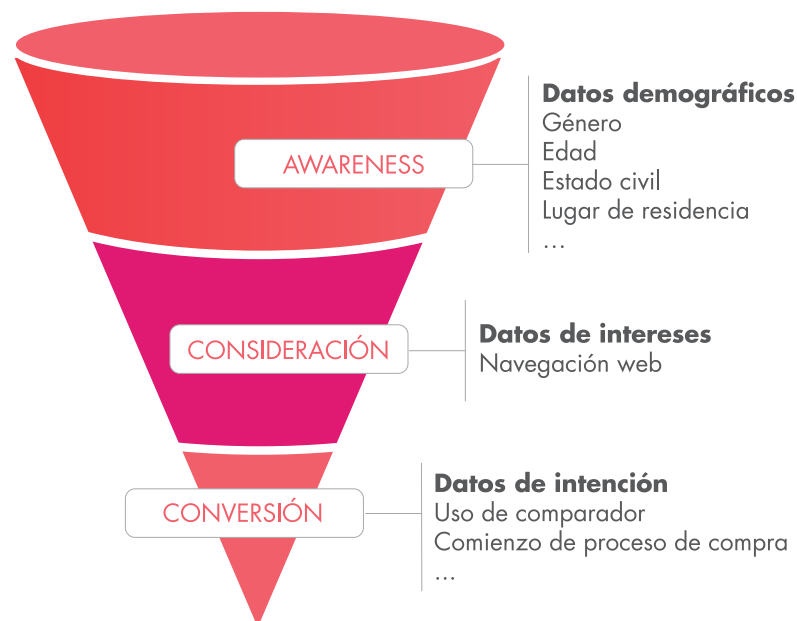 AWARENESS
Datos demográficos
Género
Edad
Estado civil
Lugar de residencia
...
CONSIDERACIÓN
Datos de intereses
Navegación web
CONVERSIÓN
Datos de intención
Uso de comparador
Comienzo de proceso de compra
...